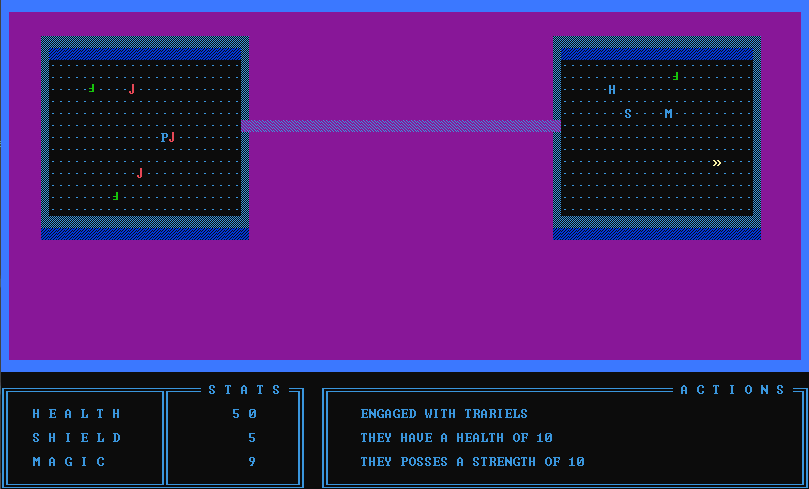 J
H
S M
PJ
»
J
STATS
ACTIONS
HEALTH 50
SHIELD 5
MAGIC 9
ENGAGED WITH TRARIELS
THEY HAVE A HEALTH OF 10
THEY POSSES A STRENGTH OF 10